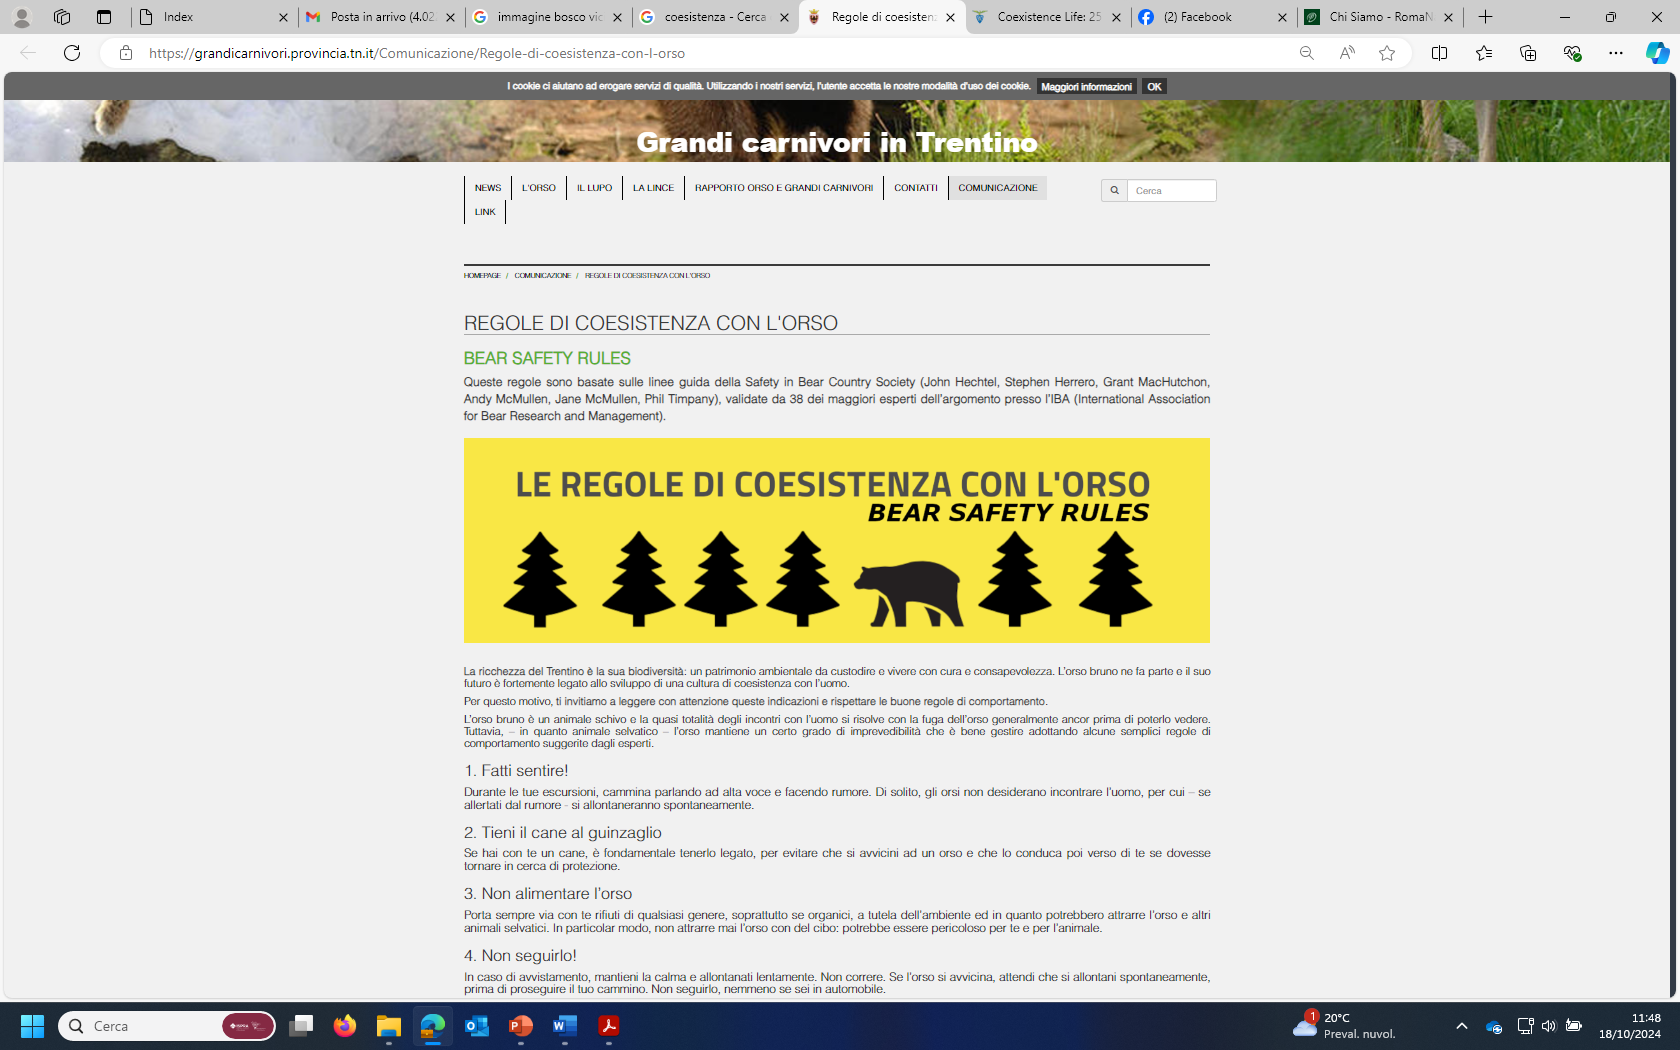 Index
Posta in arrivo (4.02
immagine bosco vic
coesistenza - Cerca
Regole di coesistenz
Coexistence Life: 25
(2) Facebook
Chi Siamo - RomaN
https://grandicarnivori.provincia.tn.it/Comunicazione/Regole-di-coesistenza-con-l-orso
I cookie ci aiutano ad erogare servizi di qualità. Utilizzando i nostri servizi, l'utente accetta le nostre modalità d'uso dei cookie. Maggiori informazioni OK
Grandi carnivori in Trentino
NEWS L'ORSO IL LUPO LA LINCE RAPPORTO ORSO E GRANDI CARNIVORI CONTATTI COMUNICAZIONE
Cerca
LINK
HOMEPAGE / COMUNICAZIONE / REGOLE DI COESISTENZA CON L'ORSO
REGOLE DI COESISTENZA CON L'ORSO
BEAR SAFETY RULES
Queste regole sono basate sulle linee guida della Safety in Bear Country Society (John Hechtel, Stephen Herrero, Grant MacHutchon,
Andy McMullen, Jane McMullen, Phil Timpany), validate da 38 dei maggiori esperti dell'argomento presso l'IBA (International Association
for Bear Research and Management).
LE REGOLE DI COESISTENZA CON L'ORSO
BEAR SAFETY RULES
La ricchezza del Trentino è la sua biodiversità: un patrimonio ambientale da custodire e vivere con cura e consapevolezza. L'orso bruno ne fa parte e il suo
futuro è fortemente legato allo sviluppo di una cultura di coesistenza con l'uomo.
Per questo motivo, ti invitiamo a leggere con attenzione queste indicazioni e rispettare le buone regole di comportamento.
L'orso bruno è un animale schivo e la quasi totalità degli incontri con l'uomo si risolve con la fuga dell'orso generalmente ancor prima di poterlo vedere.
Tuttavia, – in quanto animale selvatico – l'orso mantiene un certo grado di imprevedibilità che è bene gestire adottando alcune semplici regole di
comportamento suggerite dagli esperti.
1. Fatti sentire!
Durante le tue escursioni, cammina parlando ad alta voce e facendo rumore. Di solito, gli orsi non desiderano incontrare l'uomo, per cui – se
allertati dal rumore - si allontaneranno spontaneamente.
2. Tieni il cane al guinzaglio
Se hai con te un cane, è fondamentale tenerlo legato, per evitare che si avvicini ad un orso e che lo conduca poi verso di te se dovesse
tornare in cerca di protezione.
3. Non alimentare l'orso
Porta sempre via con te rifiuti di qualsiasi genere, soprattutto se organici, a tutela dell'ambiente ed in quanto potrebbero attrarre l'orso e altri
animali selvatici. In particolar modo, non attrarre mai l'orso con del cibo: potrebbe essere pericoloso per te e per l'animale.
4. Non seguirlo!
In caso di avvistamento, mantieni la calma e allontanati lentamente. Non correre. Se l'orso si avvicina, attendi che si allontani spontaneamente,
prima di proseguire il tuo cammino. Non seguirlo, nemmeno se sei in automobile.
Cerca
1
20°C
Preval. nuvol.
11:48
18/10/2024